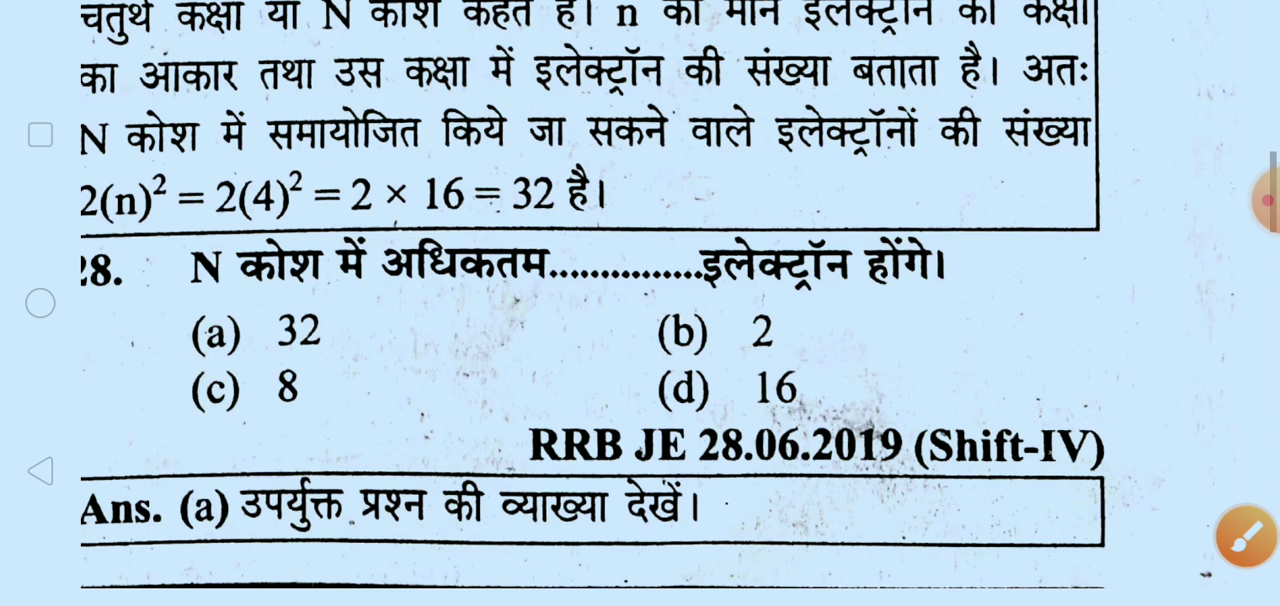 चतुर्थ कक्षा या N कोश कहते हैं। n का मान इलेक्ट्रॉन की कक्षा
का आकार तथा उस कक्षा में इलेक्ट्रॉन की संख्या बताता है। अतः
N कोश में समायोजित किये जा सकने वाले इलेक्ट्रॉनों की संख्या
2(n)² = 2(4)² = 2 × 16 = 32 है।
28. N कोश में अधिकतम...............इलेक्ट्रॉन होंगे।
(a) 32 (b) 2
(c) 8 (d) 16
RRB JE 28.06.2019 (Shift-IV)
Ans. (a) उपर्युक्त प्रश्न की व्याख्या देखें।